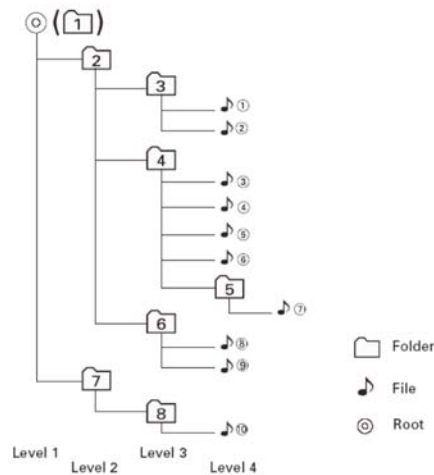 (1)
2
3
①
②
4
③
④
⑤
⑥
5
⑦
6
⑧
⑨
7
8
⑩
Folder
File
Root
Level 1
Level 2
Level 3
Level 4